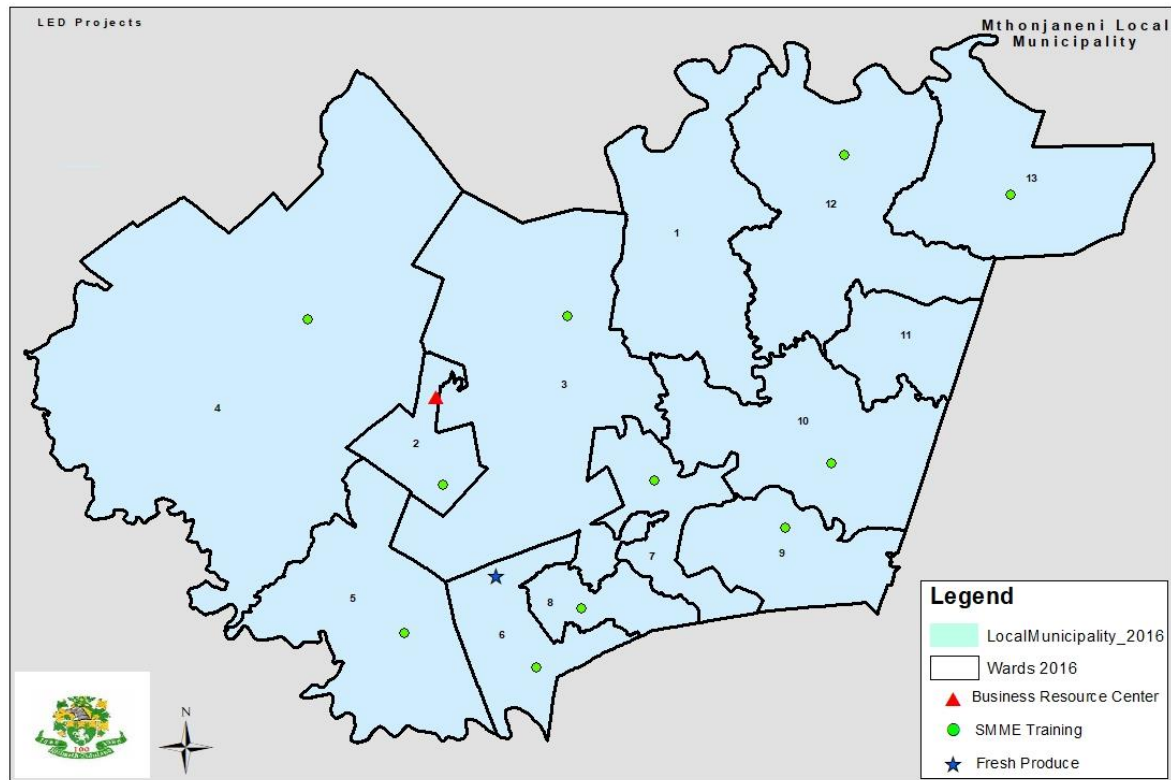 LED Projects
Mthonjaneni Local
Municipality
1
12
13
11
4
3
2
10
9
7
5
8
6
Legend
LocalMunicipality_2016
Wards 2016
Business Resource Center
SMME Training
Fresh Produce
N
100